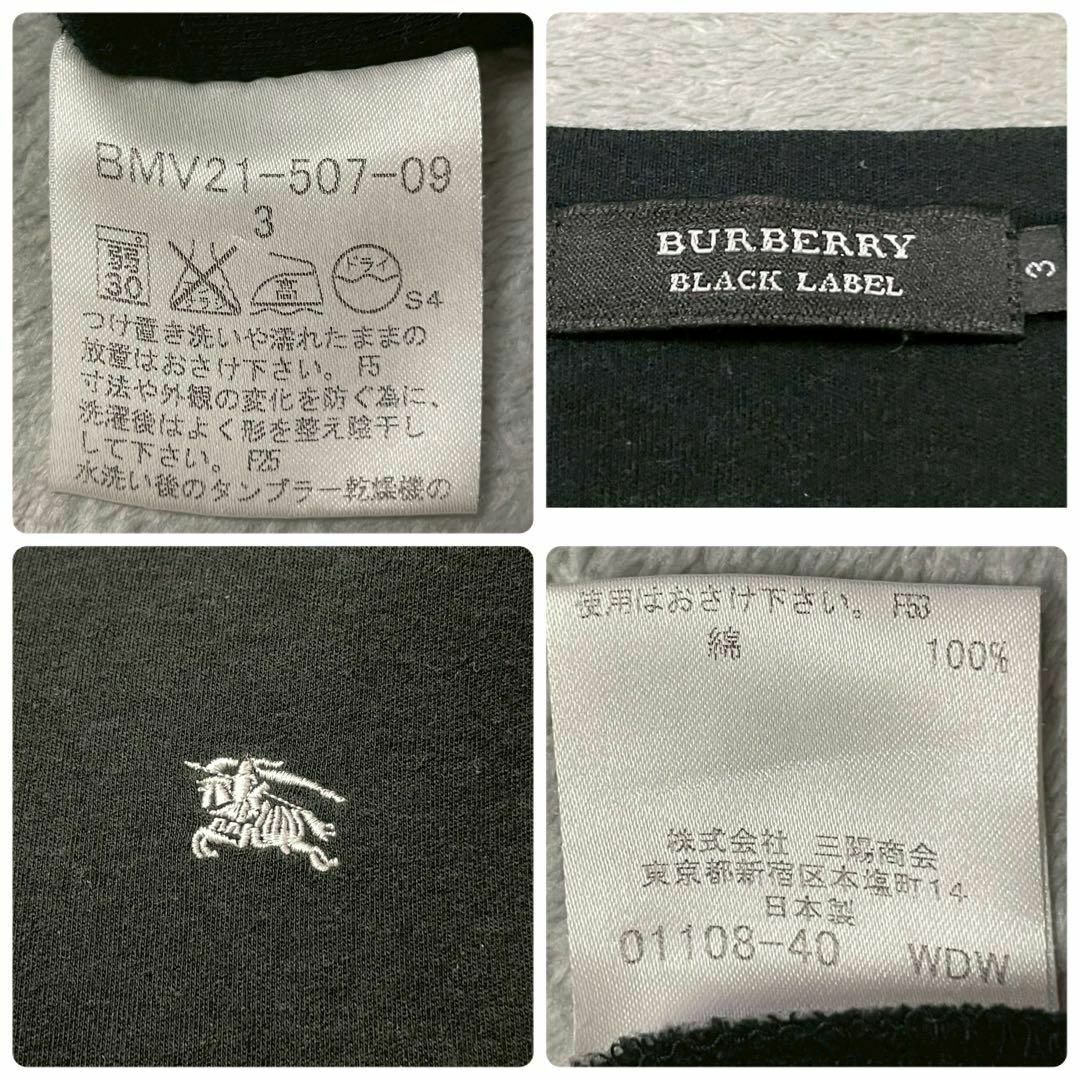 BMV21-507-09
3
弱
30
エンソ
サラシ
高
ドライ
S4
つけ置き洗いや濡れたままの
放置はおさけ下さい。 F5
寸法や外観の変化を防ぐ為に、
洗濯後はよく形を整え陰干し
して下さい。 F25
水洗い後のタンブラー乾燥機の
BURBERRY
BLACK LABEL
3
使用はおさけ下さい。 F53
綿 100%
株式会社 三陽商会
東京都新宿区本塩町14
日本製
01108-40 WDW